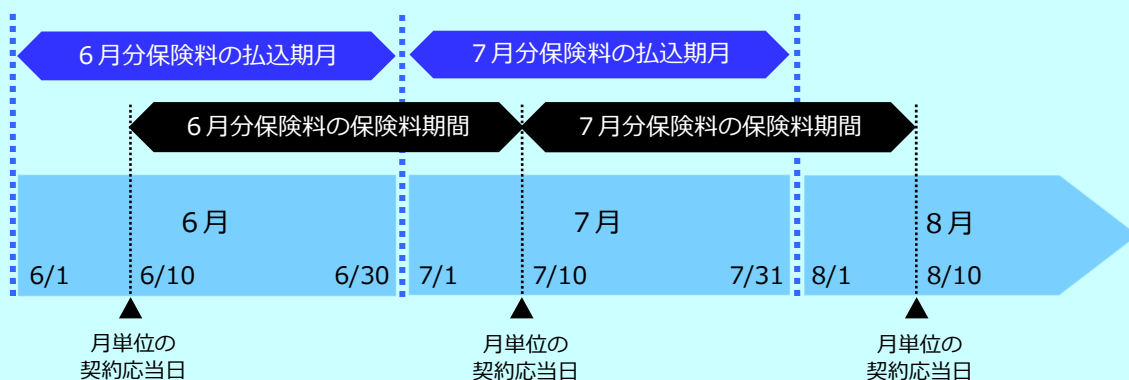 6月分保険料の払込期月
7月分保険料の払込期月
6月分保険料の保険料期間
7月分保険料の保険料期間
6月
7月
8月
6/1
6/10
6/30
7/1
7/10
7/31
8/1
8/10
月単位の
契約応当日
月単位の
契約応当日
月単位の
契約応当日